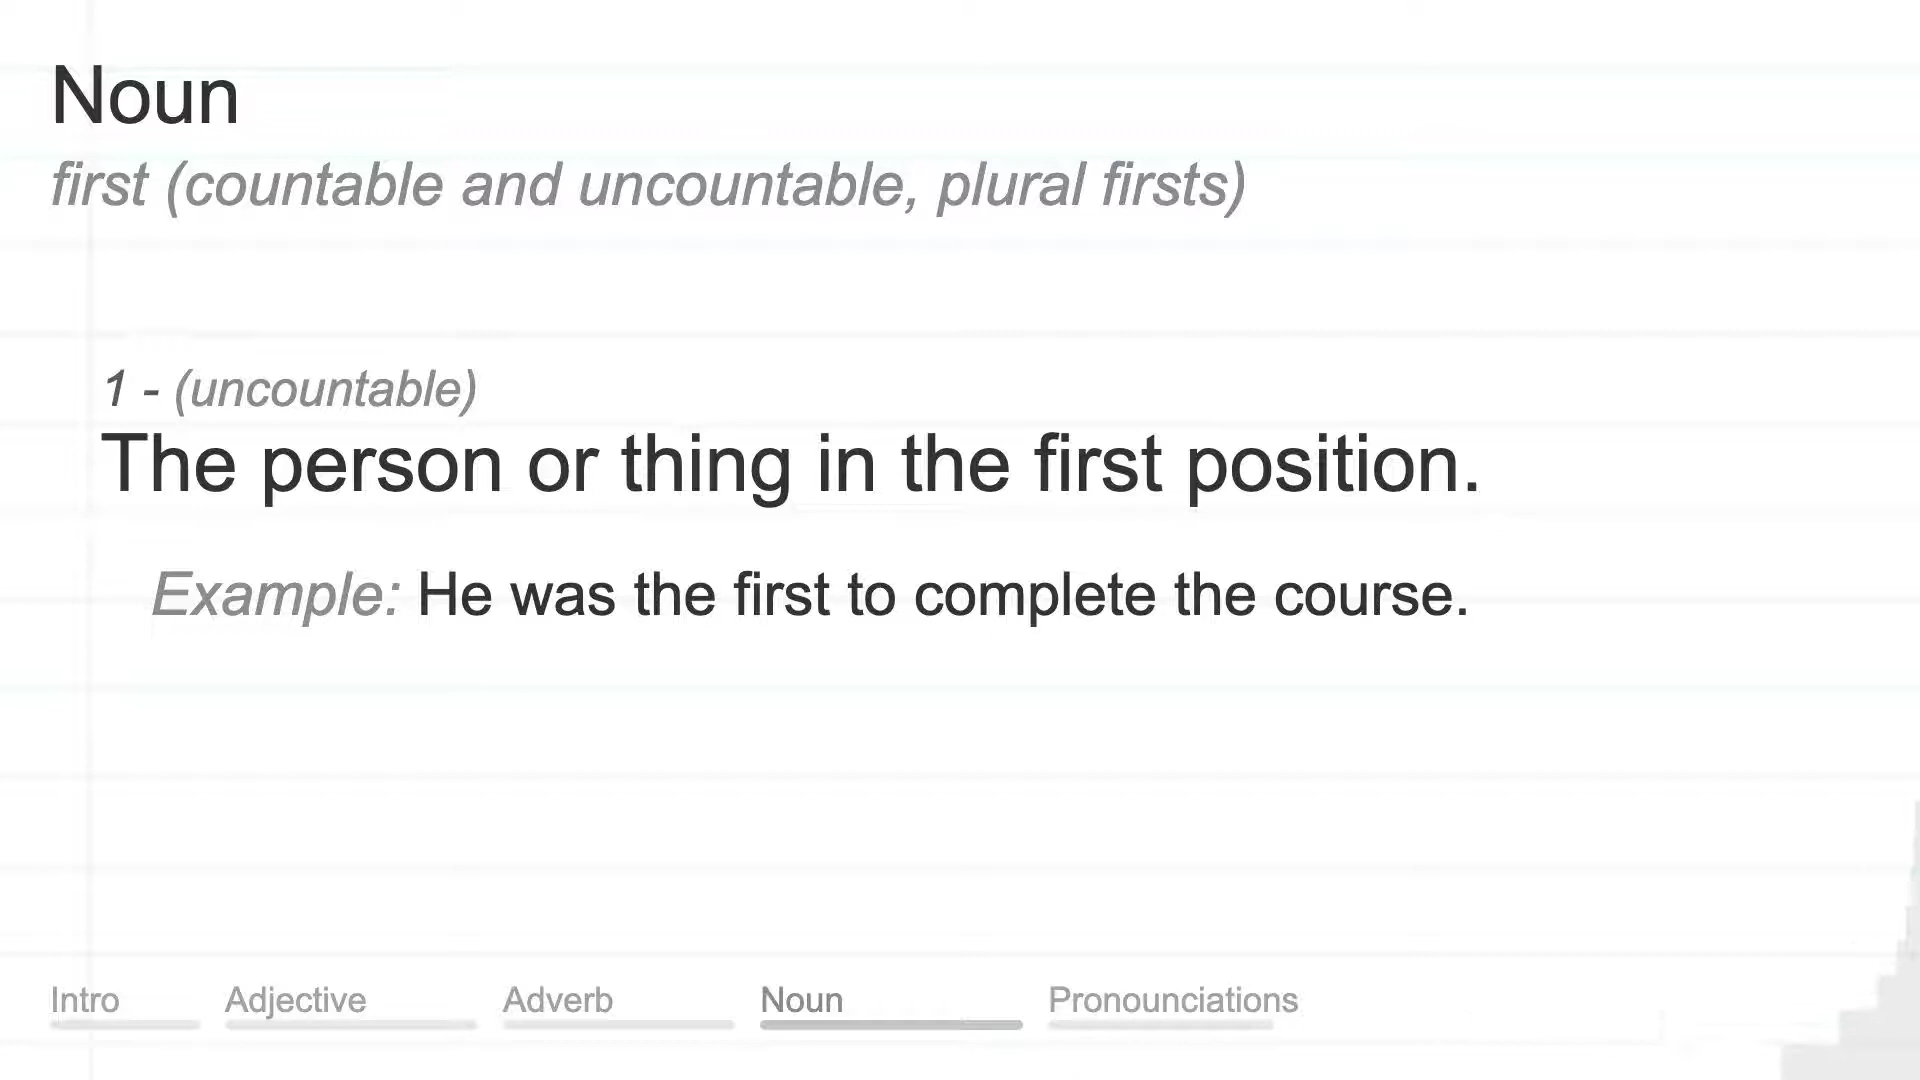 Noun
first (countable and uncountable, plural firsts)
1 - (uncountable)
The person or thing in the first position.
Example: He was the first to complete the course.
Intro Adjective Adverb Noun Pronounciations